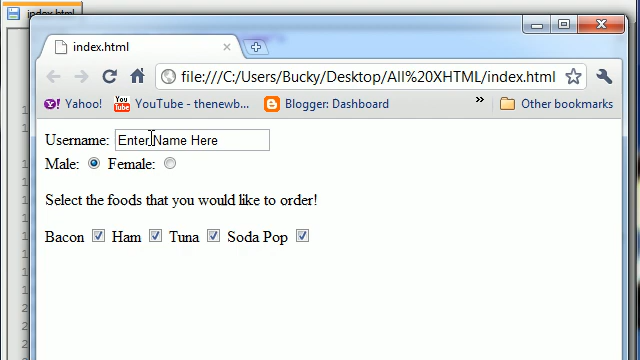 index.html
index.html
file:///C:/Users/Bucky/Desktop/All%20XHTML/index.html
Yahoo! YouTube - thenewb... Blogger: Dashboard » Other bookmarks
Username: Enter Name Here
Male: Female:
Select the foods that you would like to order!
Bacon Ham Tuna Soda Pop